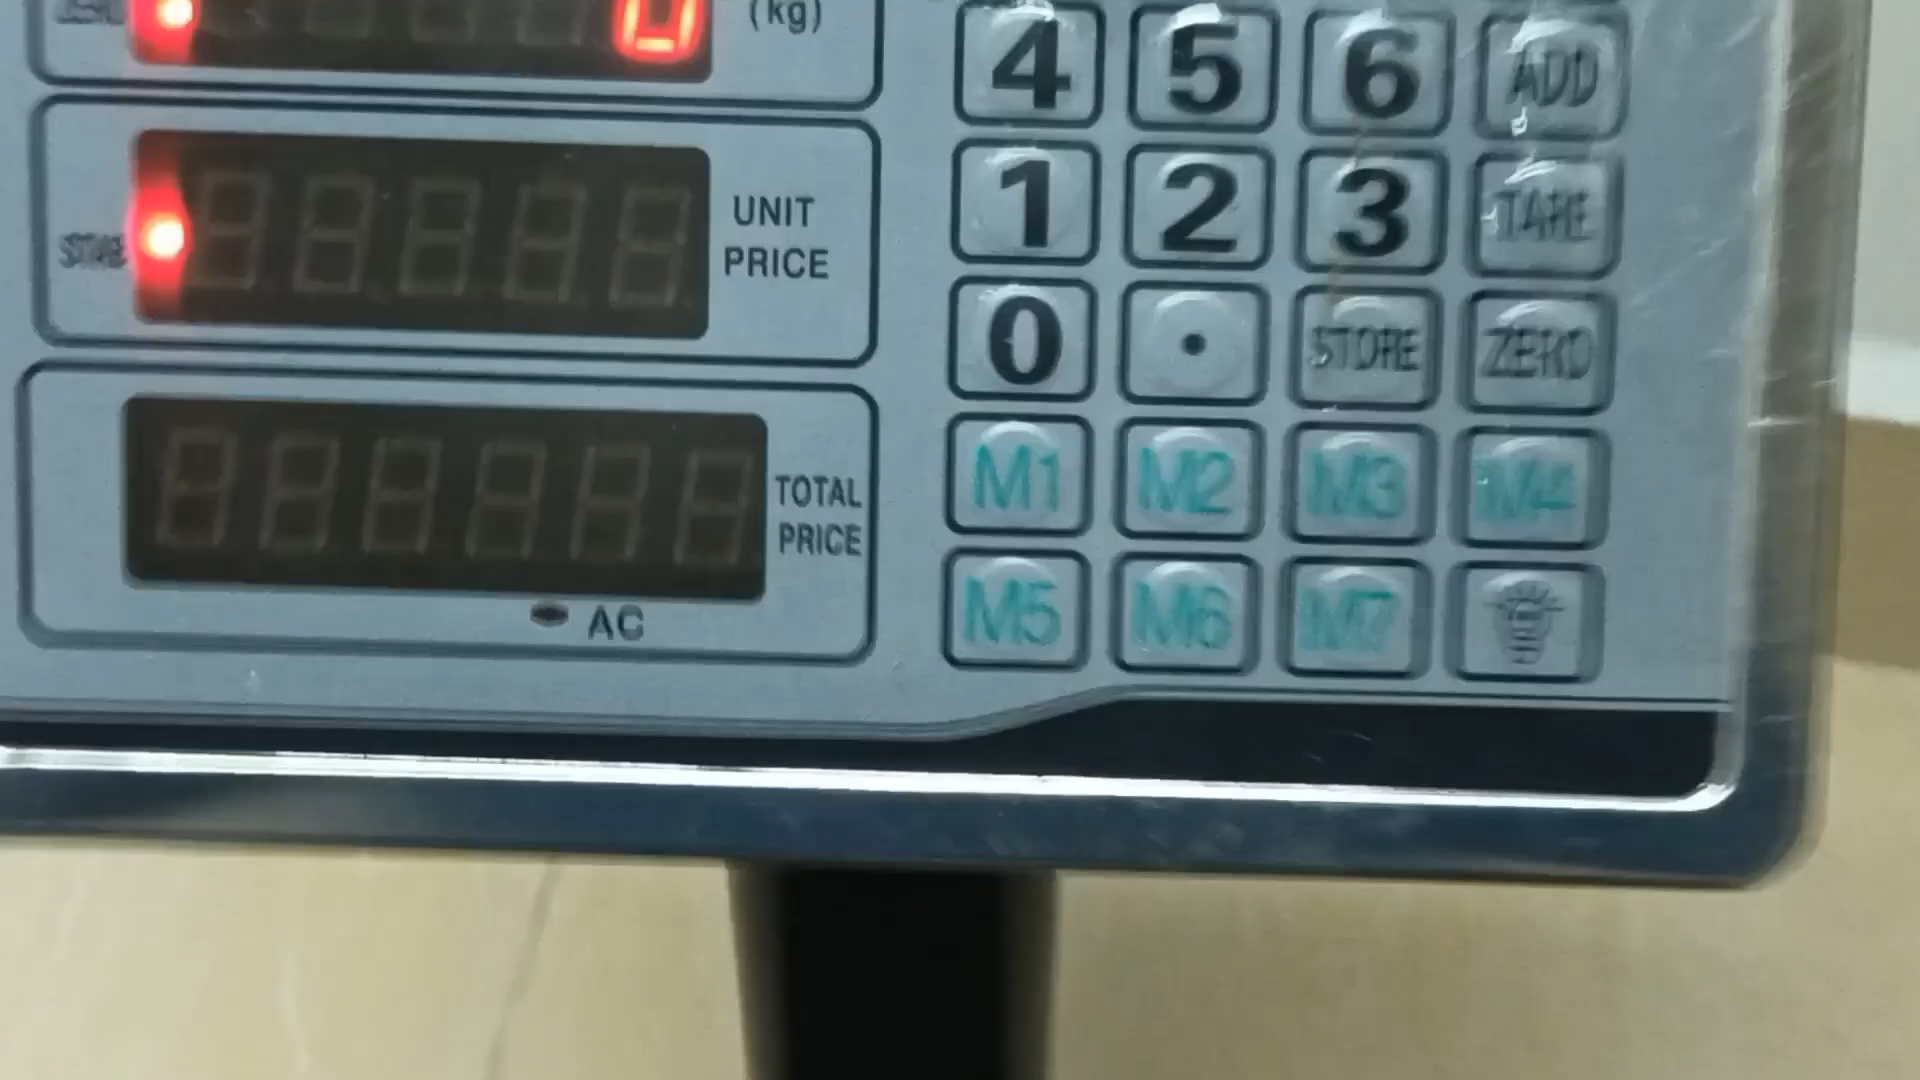 (kg)
0
4 5 6 ADD
UNIT
PRICE
1 2 3 TARE
0 • STORE ZERO
TOTAL
PRICE
AC
M1 M2 M3 M4
M5 M6 M7